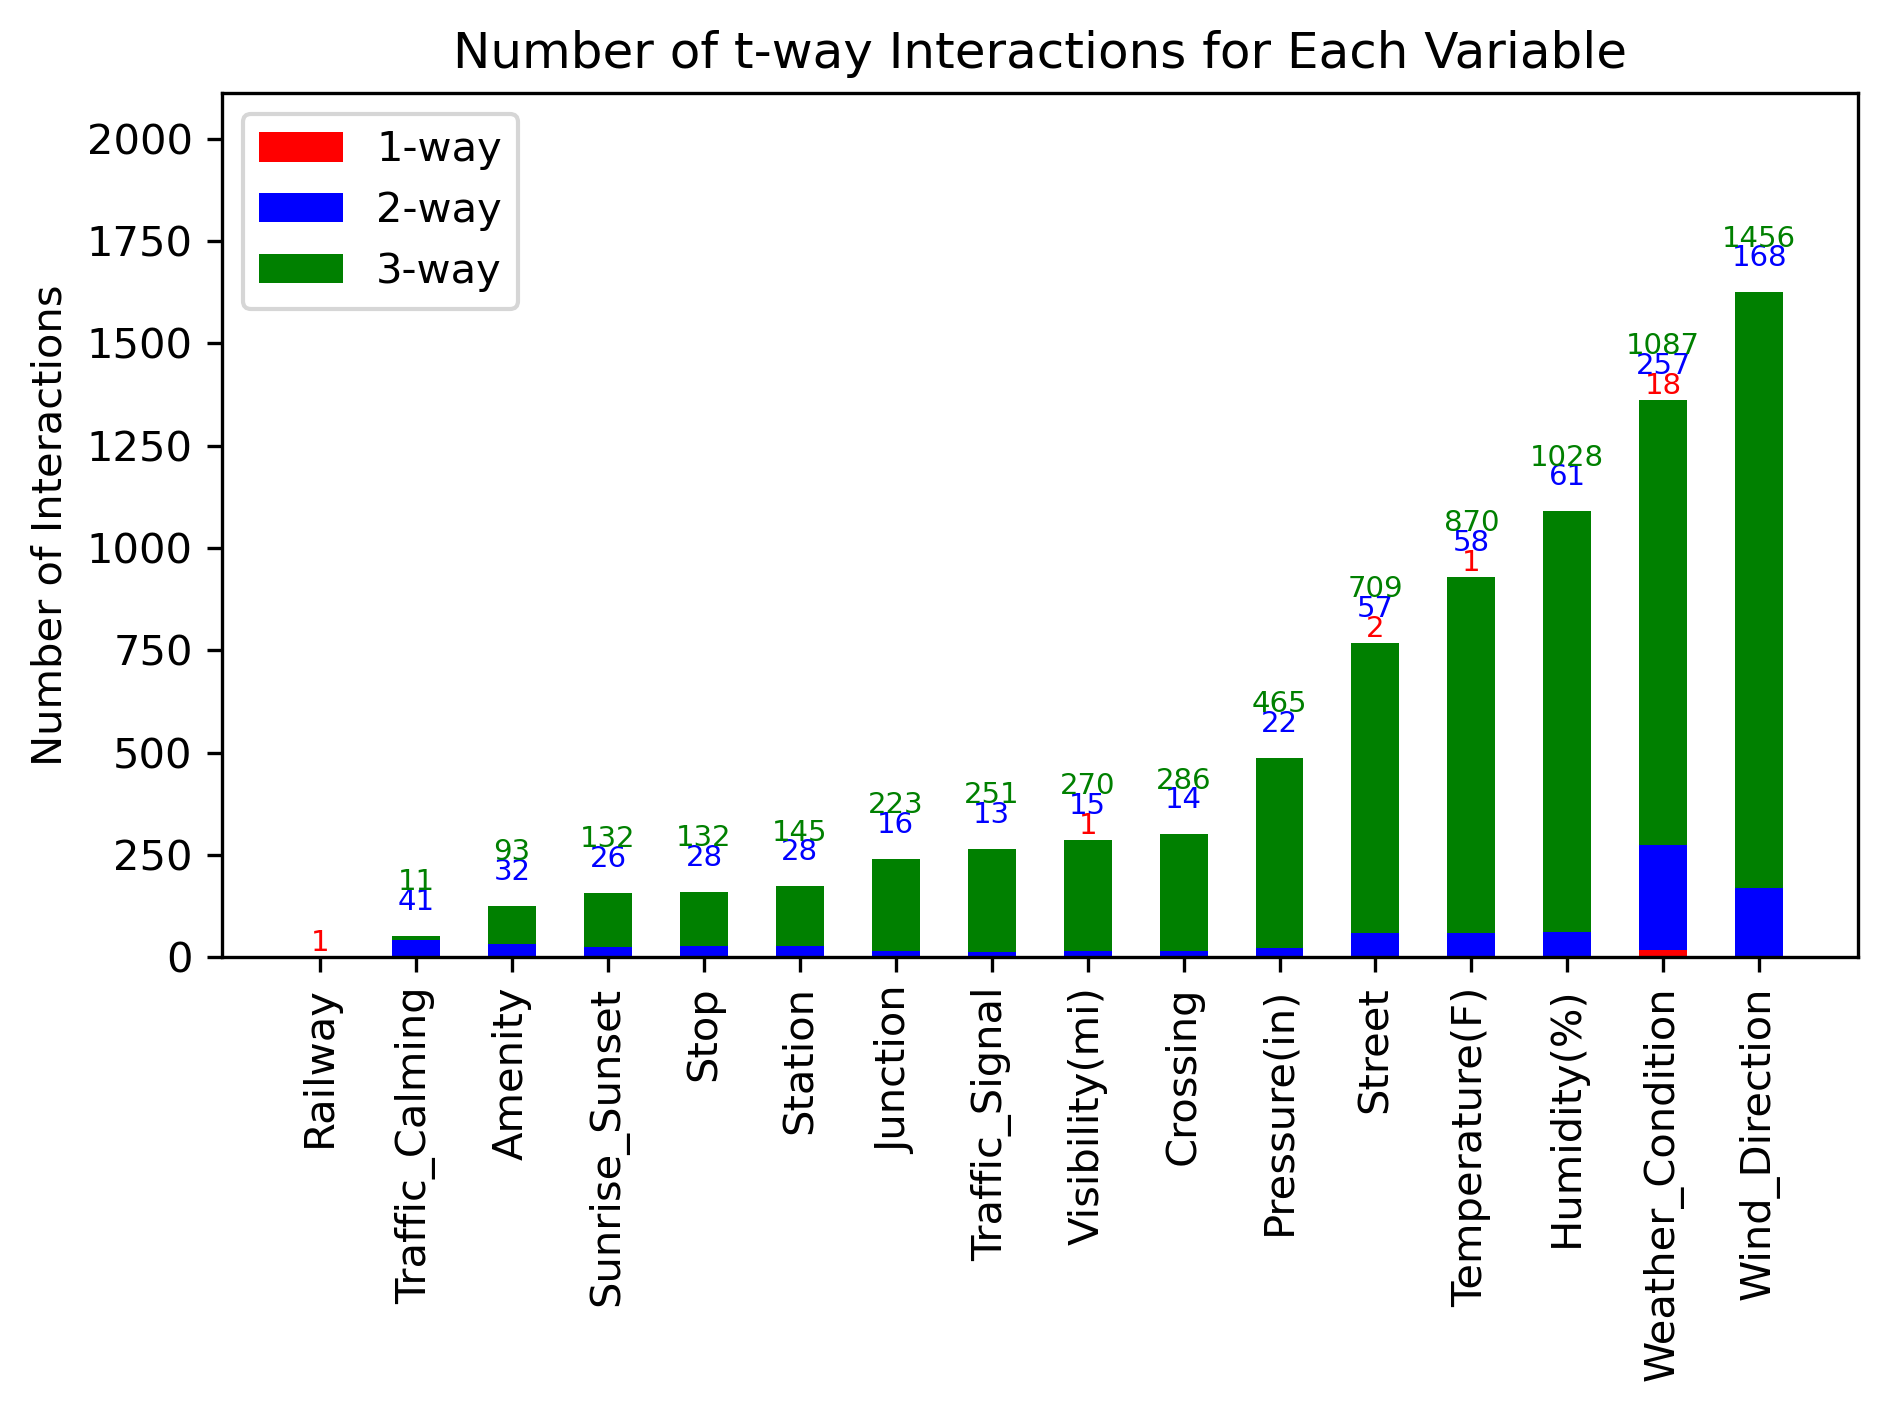 Number of t-way Interactions for Each Variable
Number of Interactions
2000
1750
1500
1250
1000
750
500
250
0
1-way
2-way
3-way
1
11
41
93
32
132
26
132
28
145
28
223
16
251
13
270
15
1
286
14
465
22
709
57
2
870
58
1
1028
61
1087
257
18
1456
168
Railway
Traffic_Calming
Amenity
Sunrise_Sunset
Stop
Station
Junction
Traffic_Signal
Visibility(mi)
Crossing
Pressure(in)
Street
Temperature(F)
Humidity(%)
Weather_Condition
Wind_Direction